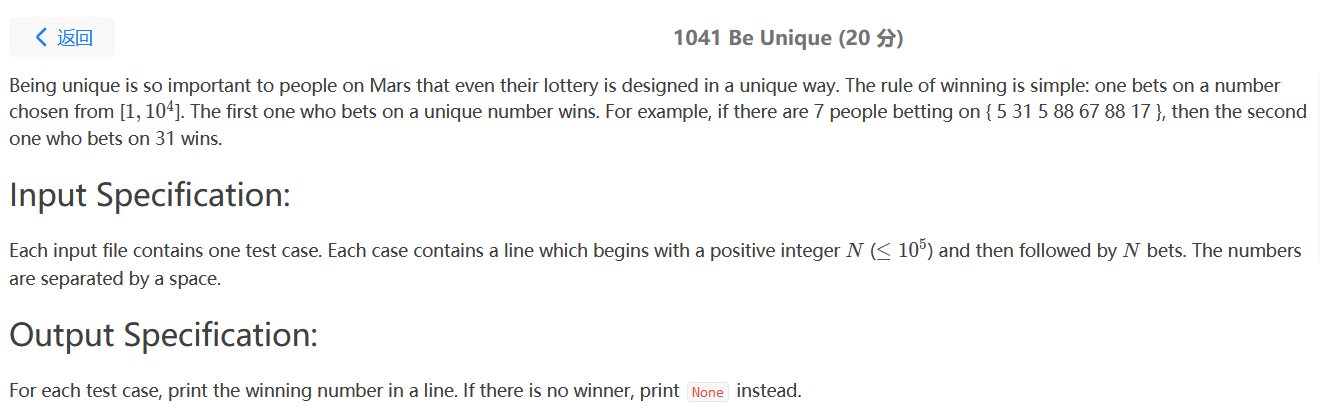 返回
1041 Be Unique (20 分)
Being unique is so important to people on Mars that even their lottery is designed in a unique way. The rule of winning is simple: one bets on a number
chosen from [1, 10⁴]. The first one who bets on a unique number wins. For example, if there are 7 people betting on { 5 31 5 88 67 88 17 }, then the second
one who bets on 31 wins.
Input Specification:
Each input file contains one test case. Each case contains a line which begins with a positive integer N (≤ 10⁵) and then followed by N bets. The numbers
are separated by a space.
Output Specification:
For each test case, print the winning number in a line. If there is no winner, print None instead.